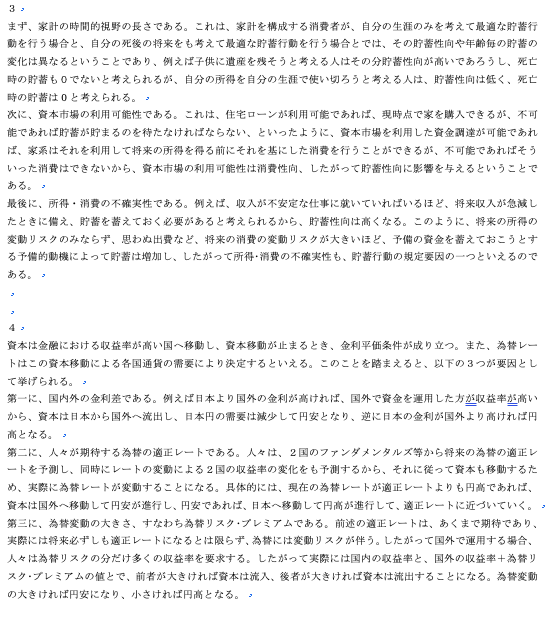 ３
まず、家計の時間的視野の長さである。これは、家計を構成する消費者が、自分の生涯のみを考えて最適な貯蓄行
動を行う場合と、自分の死後の将来をも考えて最適な貯蓄行動を行う場合とでは、その貯蓄性向や年齢毎の貯蓄の
変化は異なるということであり、例えば子供に遺産を残そうと考える人はその分貯蓄性向が高いであろうし、死亡
時の貯蓄も０でないと考えられるが、自分の所得を自分の生涯で使い切ろうと考える人は、貯蓄性向は低く、死亡
時の貯蓄は０と考えられる。
次に、資本市場の利用可能性である。これは、住宅ローンが利用可能であれば、現時点で家を購入できるが、不可
能であれば貯蓄が貯まるのを待たなければならない、といったように、資本市場を利用した資金調達が可能であれ
ば、家系はそれを利用して将来の所得を得る前にそれを基にした消費を行うことができるが、不可能であればそう
いった消費はできないから、資本市場の利用可能性は消費性向、したがって貯蓄性向に影響を与えるということで
ある。
最後に、所得・消費の不確実性である。例えば、収入が不安定な仕事に就いていればいるほど、将来収入が急減し
たときに備え、貯蓄を蓄えておく必要があると考えられるから、貯蓄性向は高くなる。このように、将来の所得の
変動リスクのみならず、思わぬ出費など、将来の消費の変動リスクが大きいほど、予備の資金を蓄えておこうとす
る予備的動機によって貯蓄は増加し、したがって所得・消費の不確実性も、貯蓄行動の規定要因の一つといえるので
ある。
４
資本は金融における収益率が高い国へ移動し、資本移動が止まるとき、金利平価条件が成り立つ。また、為替レー
トはこの資本移動による各国通貨の需要により決定するといえる。このことを踏まえると、以下の３つが要因とし
て挙げられる。
第一に、国内外の金利差である。例えば日本より国外の金利が高ければ、国外で資金を運用した方が収益率が高い
から、資本は日本から国外へ流出し、日本円の需要は減少して円安となり、逆に日本の金利が国外より高ければ円
高となる。
第二に、人々が期待する為替の適正レートである。人々は、２国のファンダメンタルズ等から将来の為替の適正レ
ートを予測し、同時にレートの変動による２国の収益率の変化をも予測するから、それに従って資本も移動するた
め、実際に為替レートが変動することになる。具体的には、現在の為替レートが適正レートよりも円高であれば、
資本は国外へ移動して円安が進行し、円安であれば、日本へ移動して円高が進行して、適正レートに近づいていく。
第三に、為替変動の大きさ、すなわち為替リスク・プレミアムである。前述の適正レートは、あくまで期待であり、
実際には将来必ずしも適正レートになるとは限らず、為替には変動リスクが伴う。したがって国外で運用する場合、
人々は為替リスクの分だけ多くの収益率を要求する。したがって実際には国内の収益率と、国外の収益率＋為替リ
スク・プレミアムの値とで、前者が大きければ資本は流入、後者が大きければ資本は流出することになる。為替変動
の大きければ円安になり、小さければ円高となる。